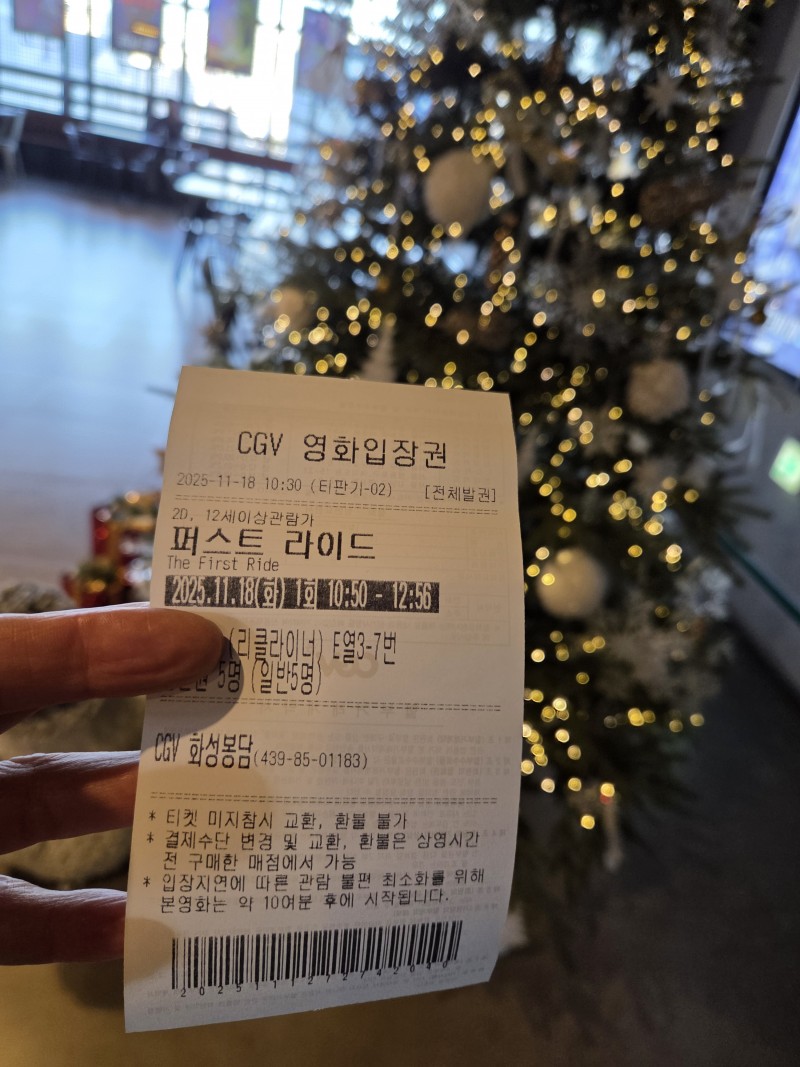 CGV 영화입장권
2025-11-18 10:30 (티판기-02) [전체발권]
2D, 12세이상관람가
퍼스트 라이드
The First Ride
2025.11.18(화) 1회 10:50 - 12:56
(리클라이너) E열3-7번
5명 (일반5명)
CGV 화성봉담(439-85-01183)
* 티켓 미지참시 교환, 환불 불가
* 결제수단 변경 및 교환, 환불은 상영시간
전 구매한 매점에서 가능
* 입장지연에 따른 관람 불편 최소화를 위해
본영화는 약 10여분 후에 시작됩니다.